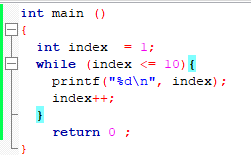 int main ()
{
int index  = 1;
while (index <= 10){
printf("%d\n", index);
index++;
}
return 0 ;
}